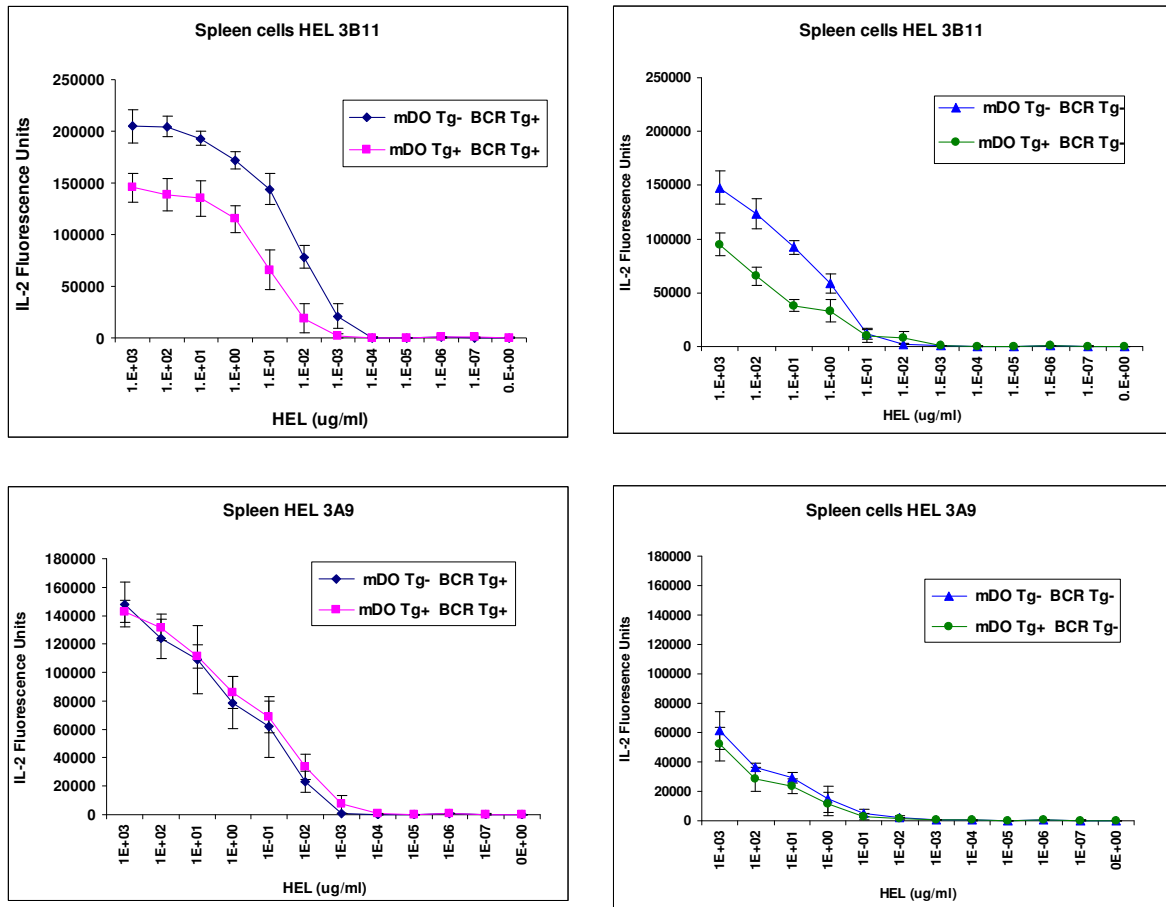 Spleen cells HEL 3B11
250000
200000
150000
100000
50000
0
IL-2 Fluorescence Units
mDO Tg- BCR Tg+
mDO Tg+ BCR Tg+
1.E+03
1.E+02
1.E+01
1.E+00
1.E-01
1.E-02
1.E-03
1.E-04
1.E-05
1.E-06
1.E-07
0.E+00
HEL (ug/ml)
Spleen cells HEL 3B11
250000
200000
150000
100000
50000
0
IL-2 Fluorescence Units
mDO Tg- BCR Tg-
mDO Tg+ BCR Tg-
1.E+03
1.E+02
1.E+01
1.E+00
1.E-01
1.E-02
1.E-03
1.E-04
1.E-05
1.E-06
1.E-07
0.E+00
HEL (ug/ml)
Spleen HEL 3A9
180000
160000
140000
120000
100000
80000
60000
40000
20000
0
IL-2 Fluorescence Units
mDO Tg- BCR Tg+
mDO Tg+ BCR Tg+
1E+03
1E+02
1E+01
1E+00
1E-01
1E-02
1E-03
1E-04
1E-05
1E-06
1E-07
0E+00
HEL (ug/ml)
Spleen cells HEL 3A9
180000
160000
140000
120000
100000
80000
60000
40000
20000
0
IL-2 Fluoresence Units
mDO Tg- BCR Tg-
mDO Tg+ BCR Tg-
1E+03
1E+02
1E+01
1E+00
1E-01
1E-02
1E-03
1E-04
1E-05
1E-06
1E-07
0E+00
HEL (ug/ml)